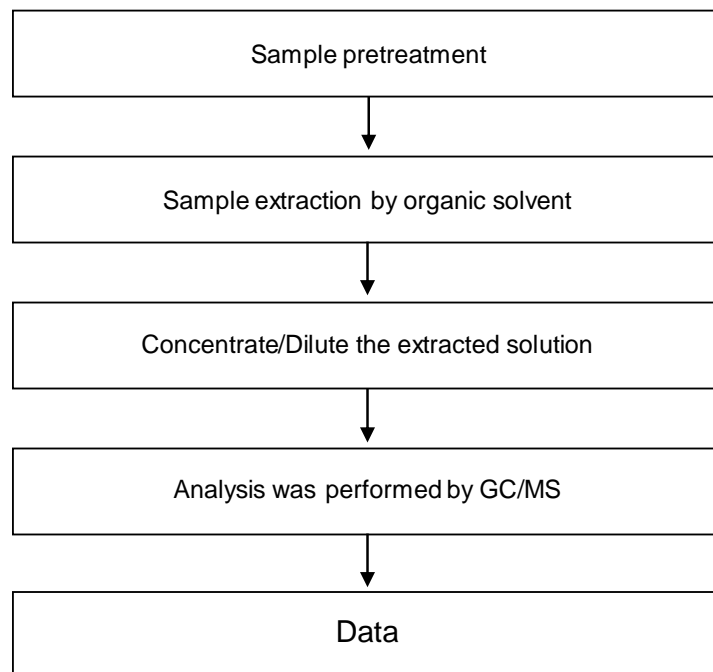 Sample pretreatment
Sample extraction by organic solvent
Concentrate/Dilute the extracted solution
Analysis was performed by GC/MS
Data